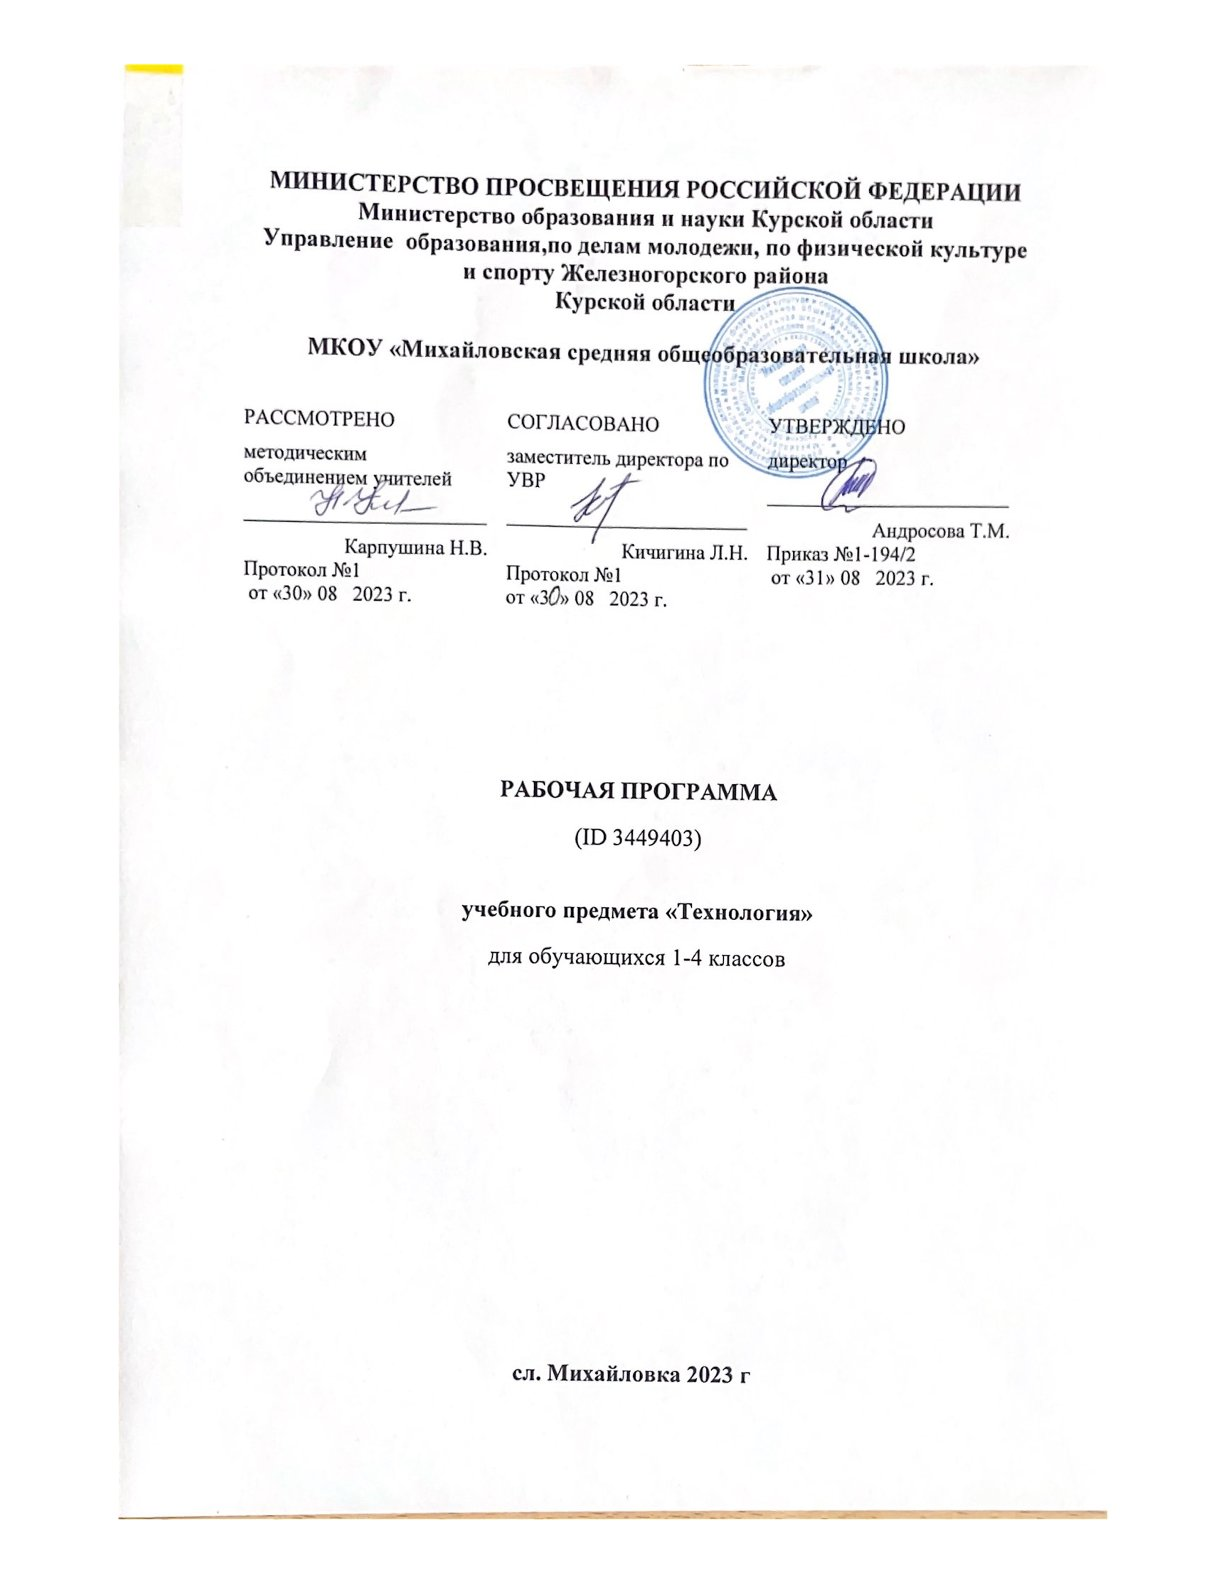 МИНИСТЕРСТВО ПРОСВЕЩЕНИЯ РОССИЙСКОЙ ФЕДЕРАЦИИ
Министерство образования и науки Курской области
Управление  образования,по делам молодежи, по физической культуре
и спорту Железногорского района
Курской области
МКОУ «Михайловская средняя общеобразовательная школа»
РАССМОТРЕНО
методическим
объединением учителей
Карпушина Н.В.
Протокол №1
от «30» 08   2023 г.
СОГЛАСОВАНО
заместитель директора по
УВР
Кичигина Л.Н.
Протокол №1
от «30» 08   2023 г.
УТВЕРЖДЕНО
директор
Андросова Т.М.
Приказ №1-194/2
от «31» 08   2023 г.
РАБОЧАЯ ПРОГРАММА
(ID 3449403)
учебного предмета «Технология»
для обучающихся 1-4 классов
сл. Михайловка 2023 г